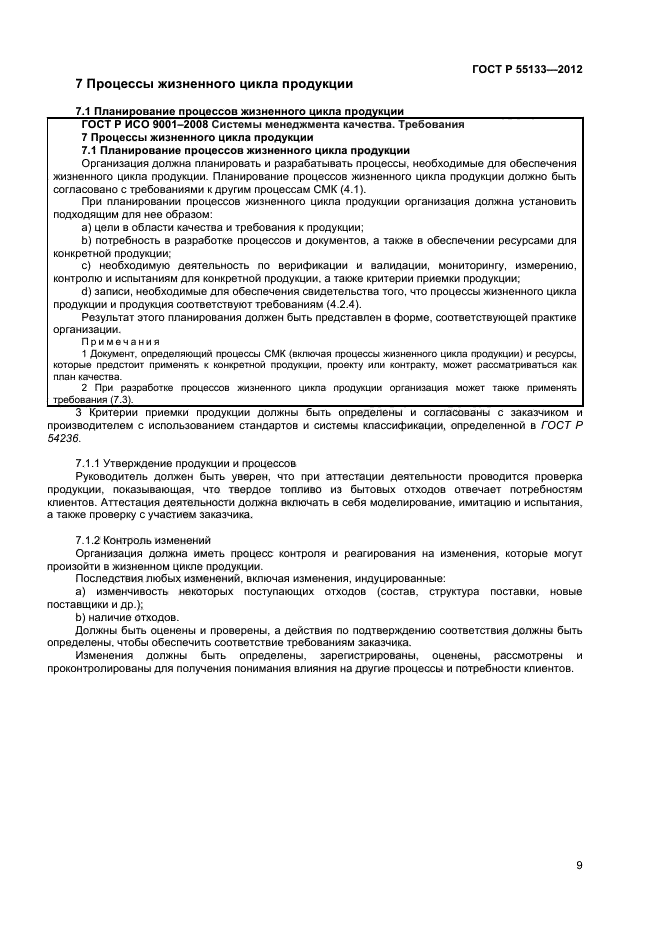 ГОСТ Р 55133—2012
7 Процессы жизненного цикла продукции
7.1 Планирование процессов жизненного цикла продукции
ГОСТ Р ИСО 9001–2008 Системы менеджмента качества. Требования
7 Процессы жизненного цикла продукции
7.1 Планирование процессов жизненного цикла продукции
Организация должна планировать и разрабатывать процессы, необходимые для обеспечения
жизненного цикла продукции. Планирование процессов жизненного цикла продукции должно быть
согласовано с требованиями к другим процессам СМК (4.1).
При планировании процессов жизненного цикла продукции организация должна установить
подходящим для нее образом:
a) цели в области качества и требования к продукции;
b) потребность в разработке процессов и документов, а также в обеспечении ресурсами для
конкретной продукции;
c) необходимую деятельность по верификации и валидации, мониторингу, измерению,
контролю и испытаниям для конкретной продукции, а также критерии приемки продукции;
d) записи, необходимые для обеспечения свидетельства того, что процессы жизненного цикла
продукции и продукция соответствуют требованиям (4.2.4).
Результат этого планирования должен быть представлен в форме, соответствующей практике
организации.
Примечания
1 Документ, определяющий процессы СМК (включая процессы жизненного цикла продукции) и ресурсы,
которые предстоит применять к конкретной продукции, проекту или контракту, может рассматриваться как
план качества.
2 При разработке процессов жизненного цикла продукции организация может также применять
требования (7.3).
3 Критерии приемки продукции должны быть определены и согласованы с заказчиком и
производителем с использованием стандартов и системы классификации, определенной в ГОСТ Р
54236.
7.1.1 Утверждение продукции и процессов
Руководитель должен быть уверен, что при аттестации деятельности проводится проверка
продукции, показывающая, что твердое топливо из бытовых отходов отвечает потребностям
клиентов. Аттестация деятельности должна включать в себя моделирование, имитацию и испытания,
а также проверку с участием заказчика.
7.1.2 Контроль изменений
Организация должна иметь процесс контроля и реагирования на изменения, которые могут
произойти в жизненном цикле продукции.
Последствия любых изменений, включая изменения, индуцированные:
a) изменчивость некоторых поступающих отходов (состав, структура поставки, новые
поставщики и др.);
b) наличие отходов.
Должны быть оценены и проверены, а действия по подтверждению соответствия должны быть
определены, чтобы обеспечить соответствие требованиям заказчика.
Изменения должны быть определены, зарегистрированы, оценены, рассмотрены и
проконтролированы для получения понимания влияния на другие процессы и потребности клиентов.
9